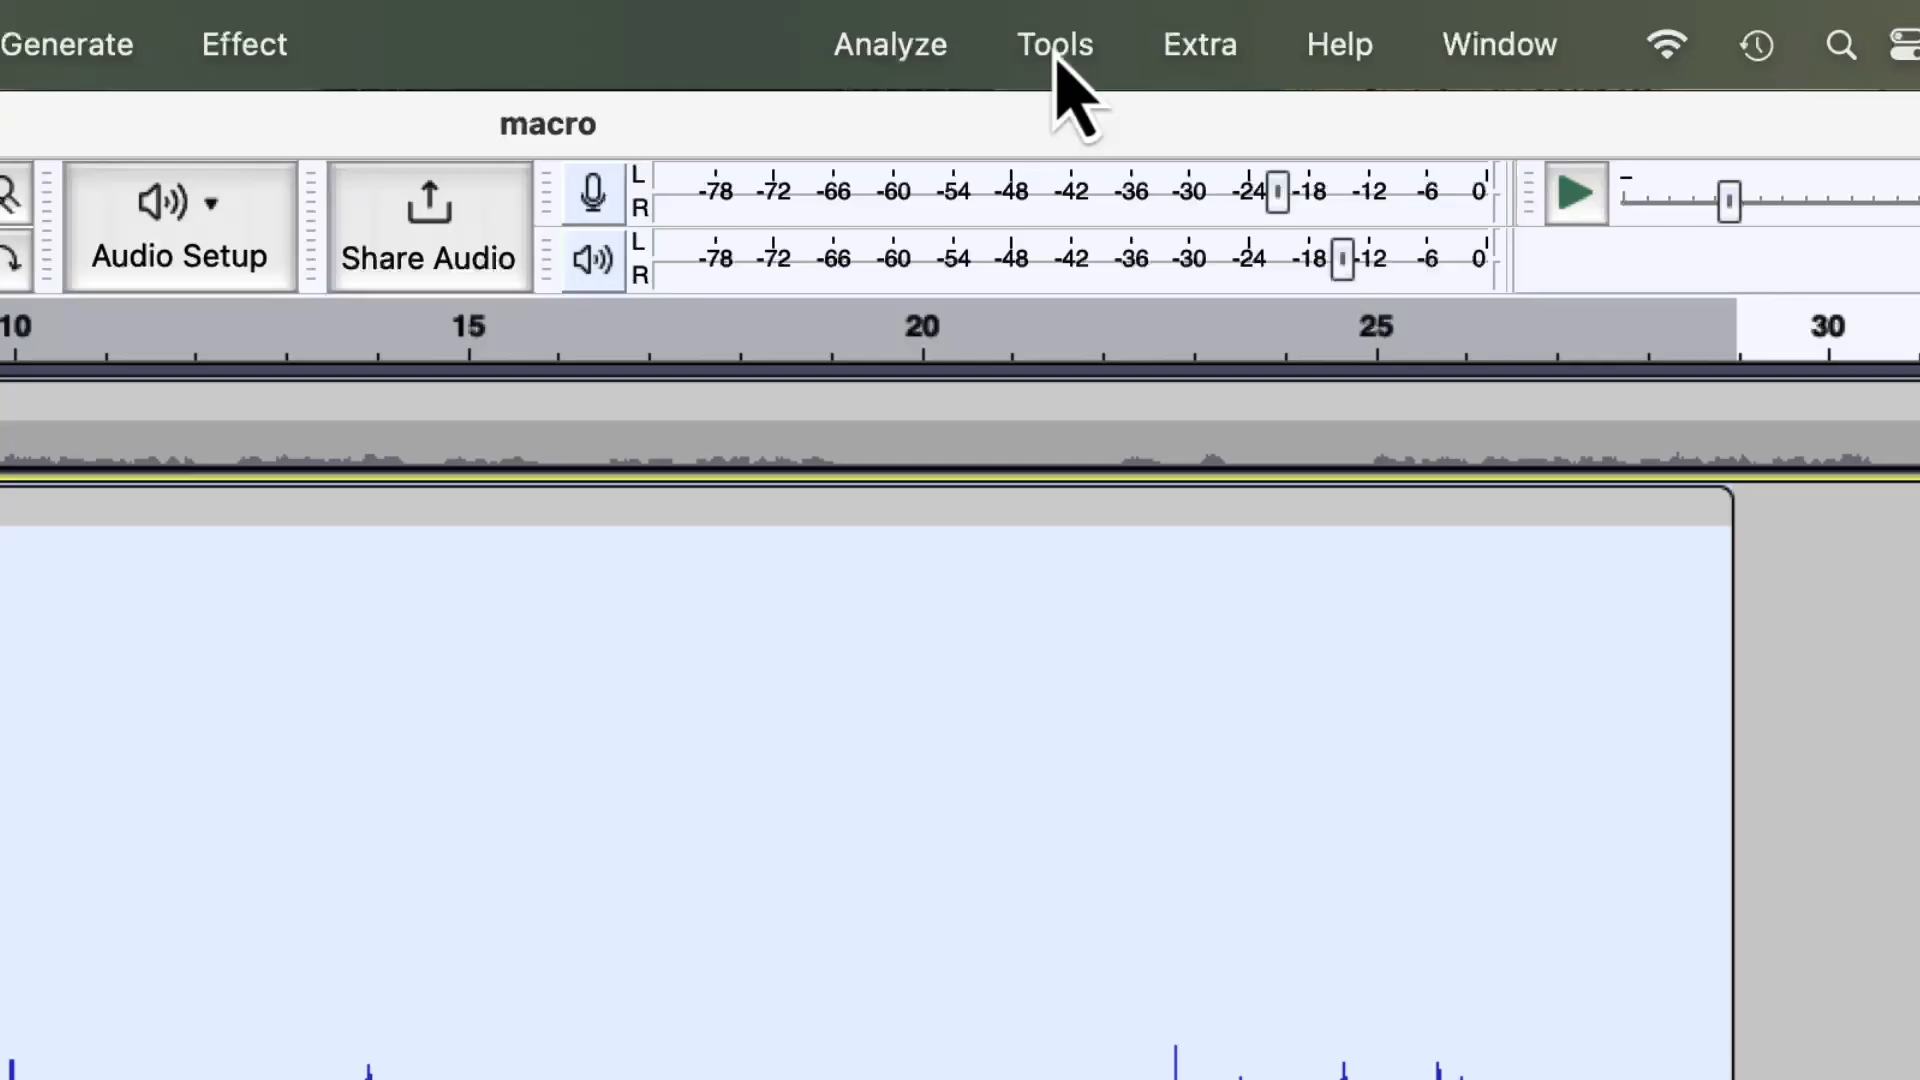 Generate Effect Analyze Tools Extra Help Window
macro
Audio Setup
Share Audio
L
R
-78 -72 -66 -60 -54 -48 -42 -36 -30 -24 -18 -12 -6 0
L
R
-78 -72 -66 -60 -54 -48 -42 -36 -30 -24 -18 -12 -6 0
10 15 20 25 30